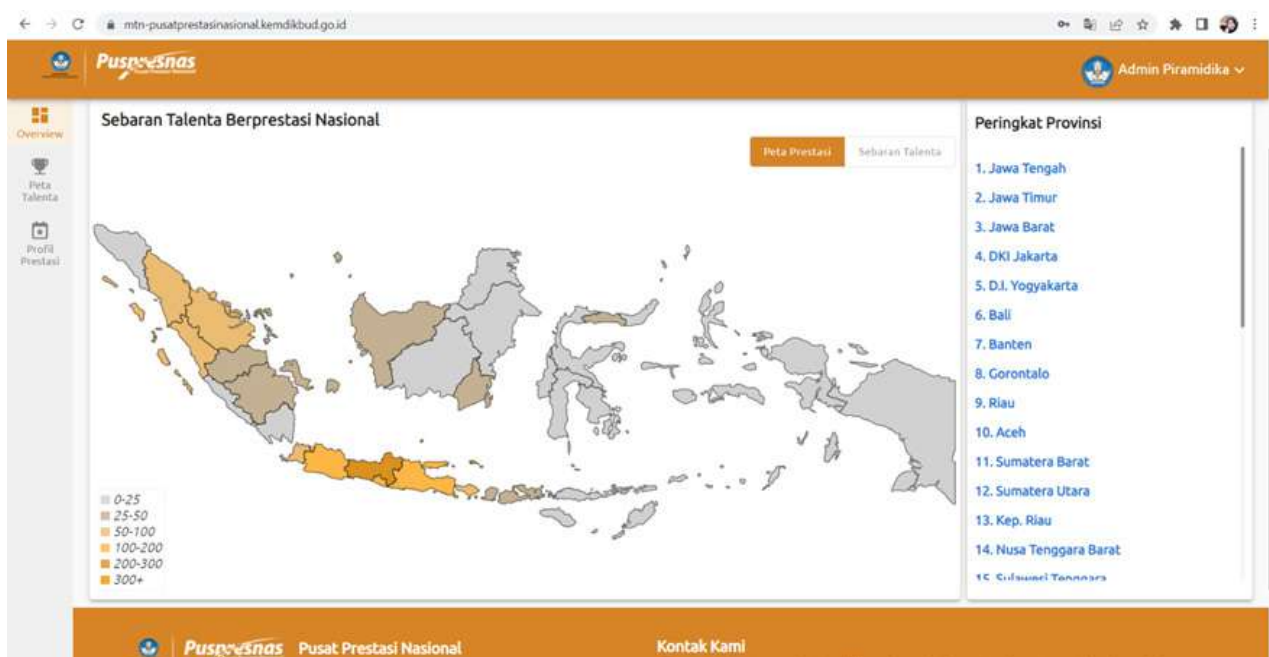 mtn-pusatprestasinasional.kemdikbud.go.id
Puspresnas
Admin Piramidika
Overview
Peta
Talenta
Profil
Prestasi
Sebaran Talenta Berprestasi Nasional
Peta Prestasi
Sebaran Talenta
0-25
25-50
50-100
100-200
200-300
300+
Peringkat Provinsi
1. Jawa Tengah
2. Jawa Timur
3. Jawa Barat
4. DKI Jakarta
5. D.I. Yogyakarta
6. Bali
7. Banten
8. Gorontalo
9. Riau
10. Aceh
11. Sumatera Barat
12. Sumatera Utara
13. Kep. Riau
14. Nusa Tenggara Barat
15. Sulawesi Tenggara
Puspresnas
Pusat Prestasi Nasional
Kontak Kami